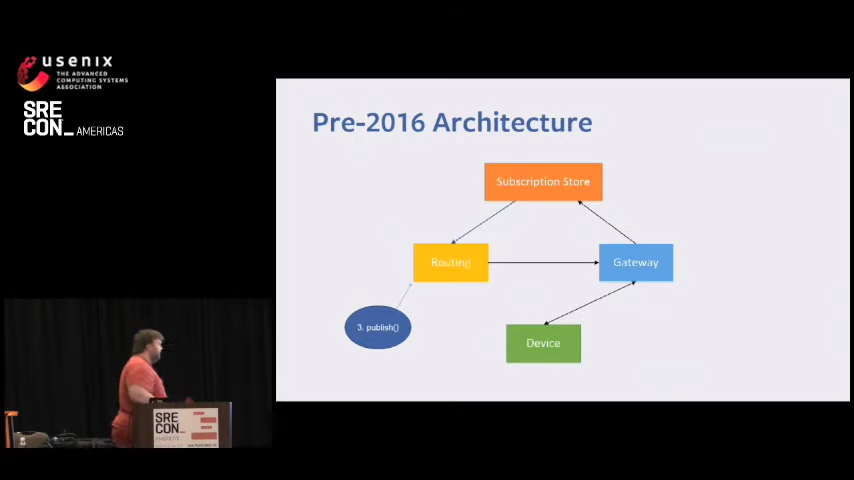 usenix
THE ADVANCED
COMPUTING SYSTEMS
ASSOCIATION
SRE
CON_ AMERICAS
Pre-2016 Architecture
Subscription Store
Routing
Gateway
3. publish()
Device
SRE
CON_